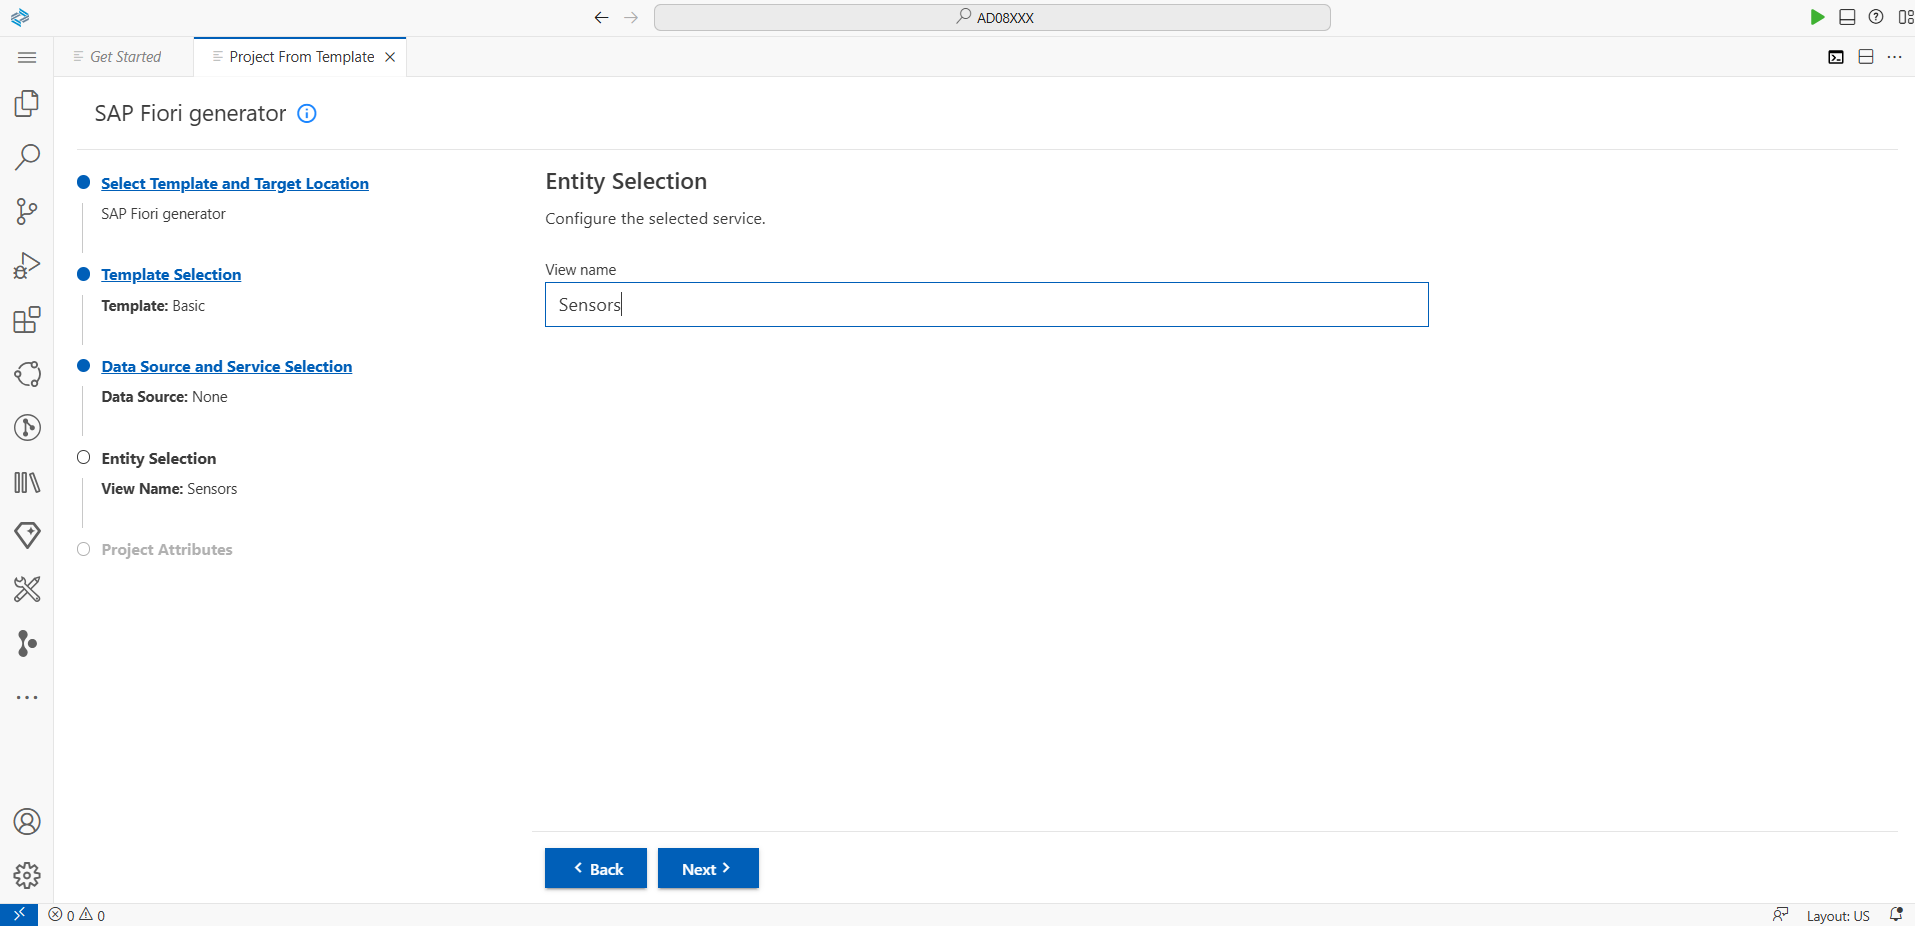 AD08XXX
Get Started
Project From Template
SAP Fiori generator
Select Template and Target Location
SAP Fiori generator
Template Selection
Template: Basic
Data Source and Service Selection
Data Source: None
Entity Selection
View Name: Sensors
Project Attributes
Entity Selection
Configure the selected service.
View name
Sensors
Back
Next
0 0
Layout: US